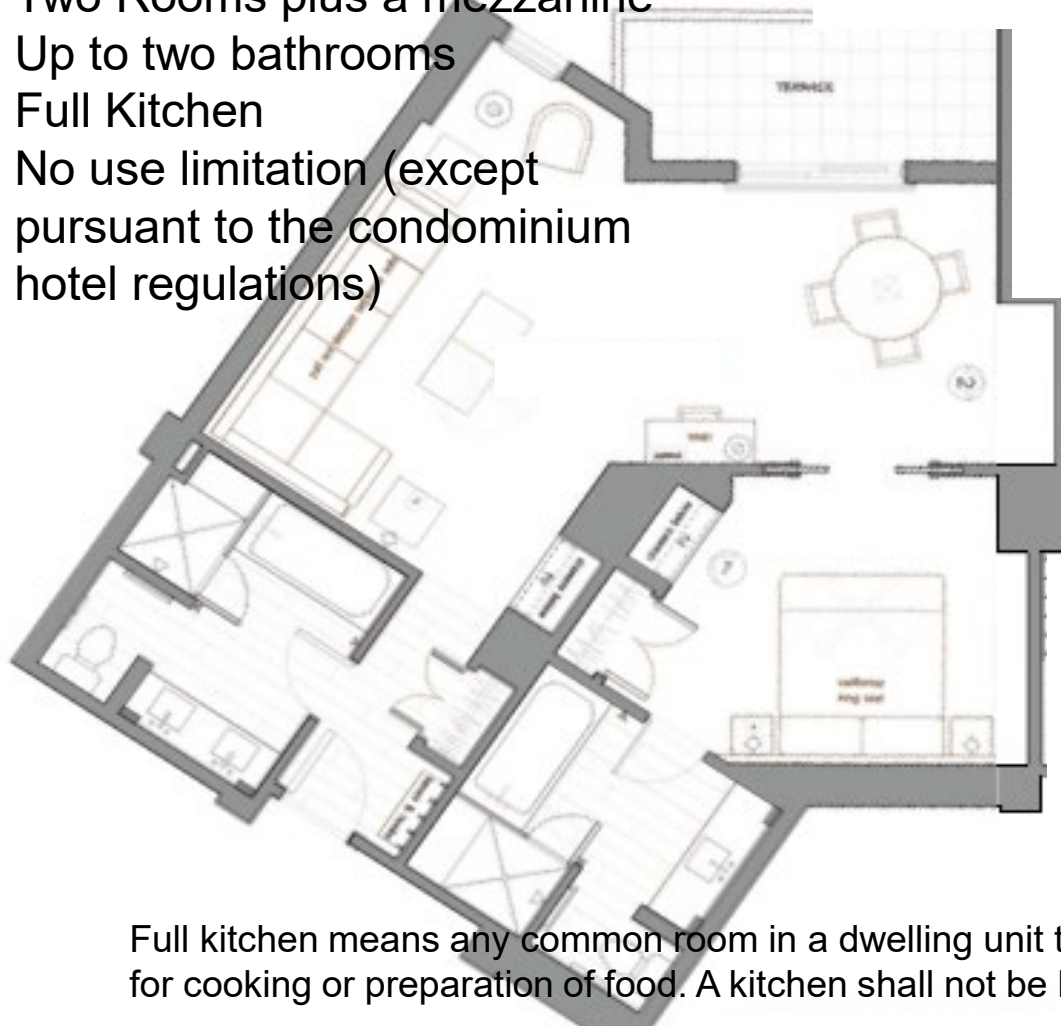 Two Rooms plus a mezzanine
Up to two bathrooms
Full Kitchen
No use limitation (except
pursuant to the condominium
hotel regulations)
TERRACE
Full kitchen means any common room in a dwelling unit
for cooking or preparation of food. A kitchen shall not be